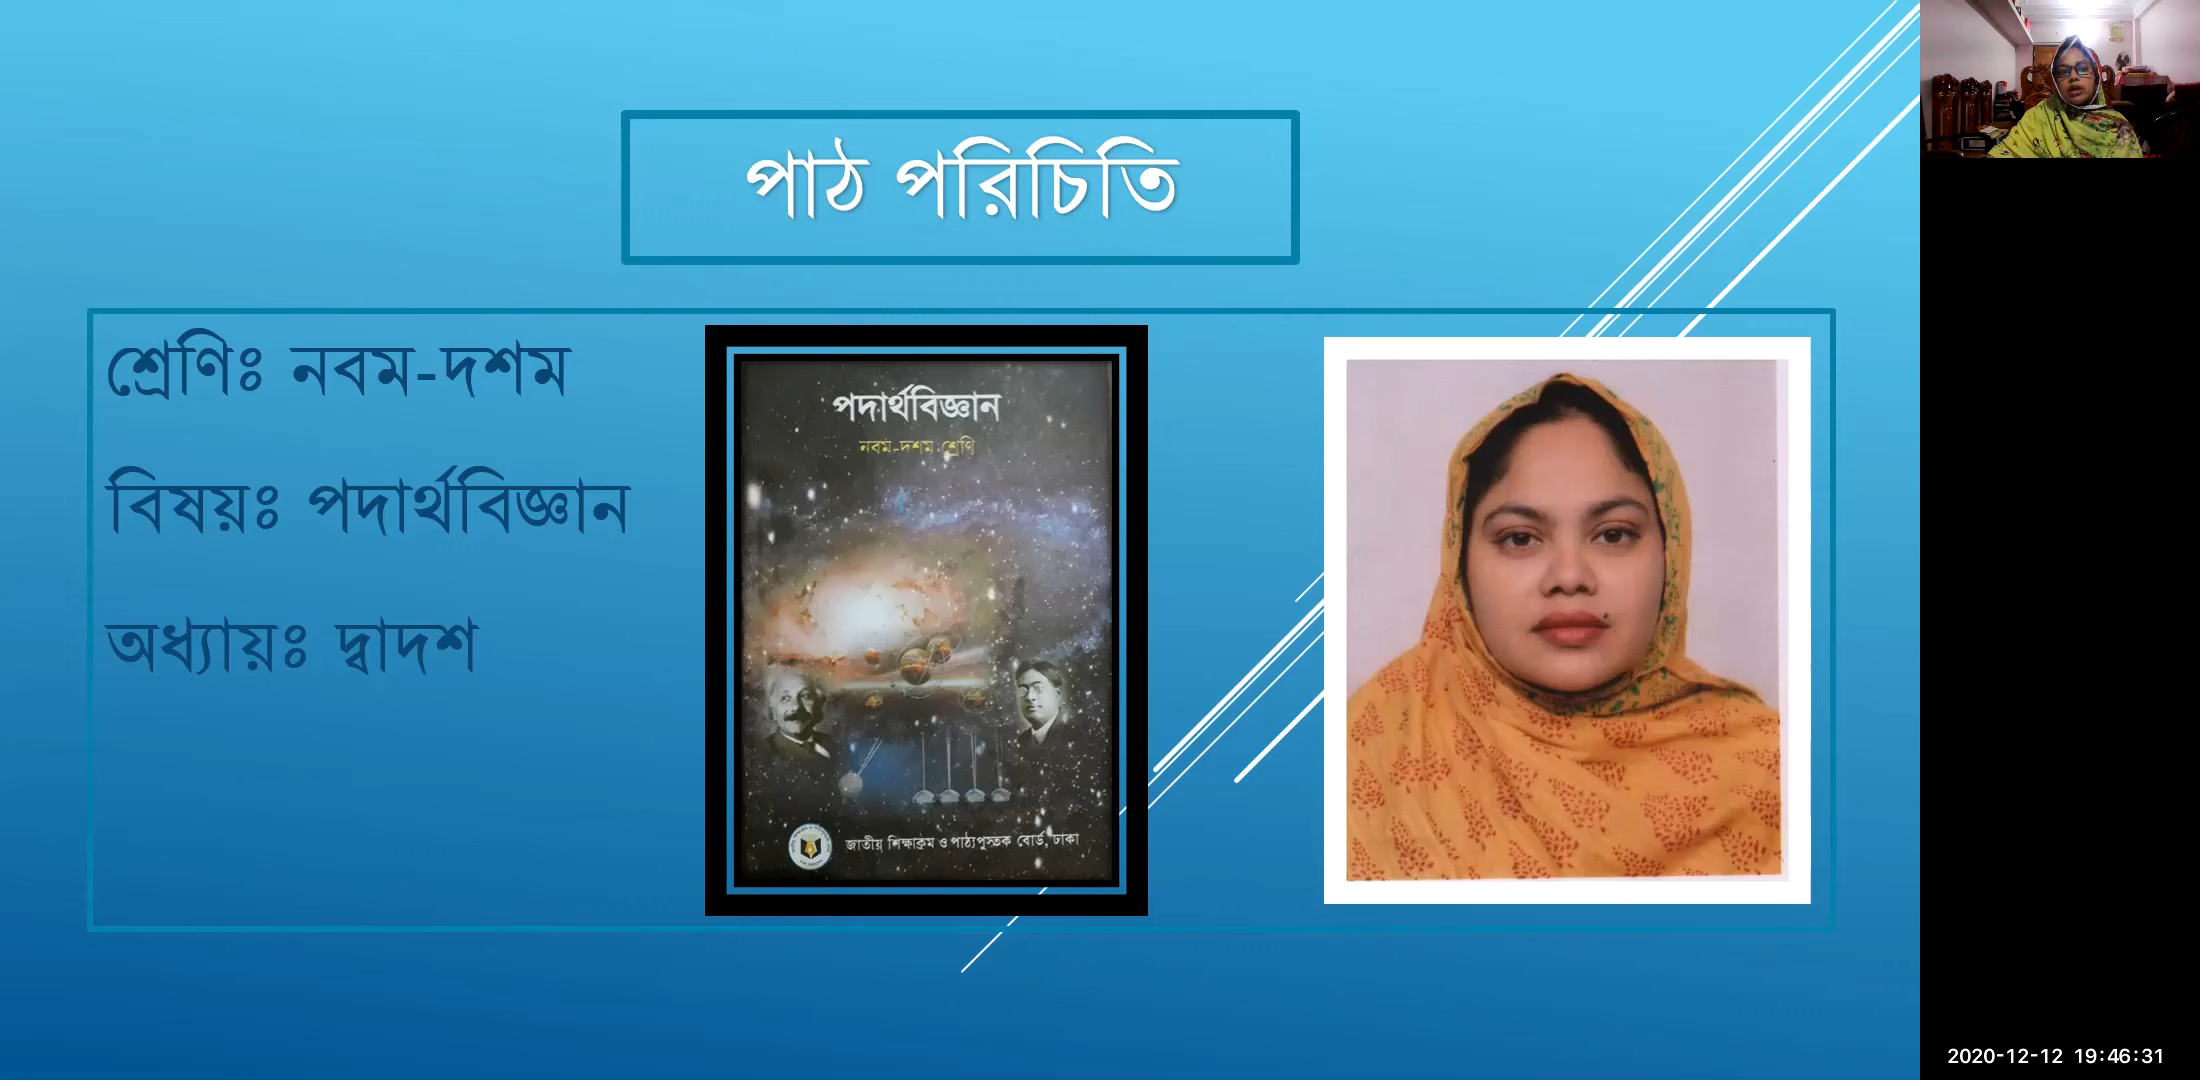 পাঠ পরিচিতি
শ্রেণিঃ নবম-দশম
বিষয়ঃ পদার্থবিজ্ঞান
অধ্যায়ঃ দ্বাদশ
পদার্থবিজ্ঞান
নবম-দশম শ্রেণি
জাতীয় শিক্ষাক্রম ও পাঠ্যপুস্তক বোর্ড, ঢাকা
2020-12-12 19:46:31